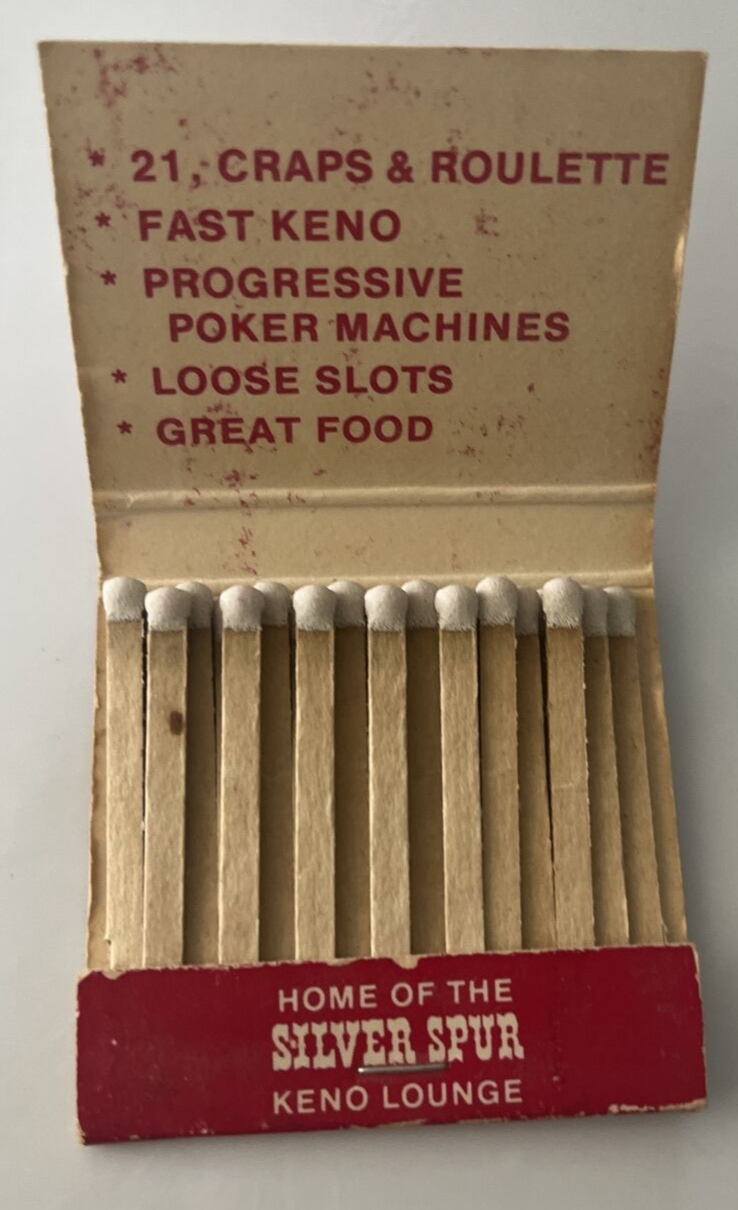 * 21, CRAPS & ROULETTE
* FAST KENO
* PROGRESSIVE
POKER MACHINES
* LOOSE SLOTS
* GREAT FOOD
HOME OF THE
SILVER SPUR
KENO LOUNGE